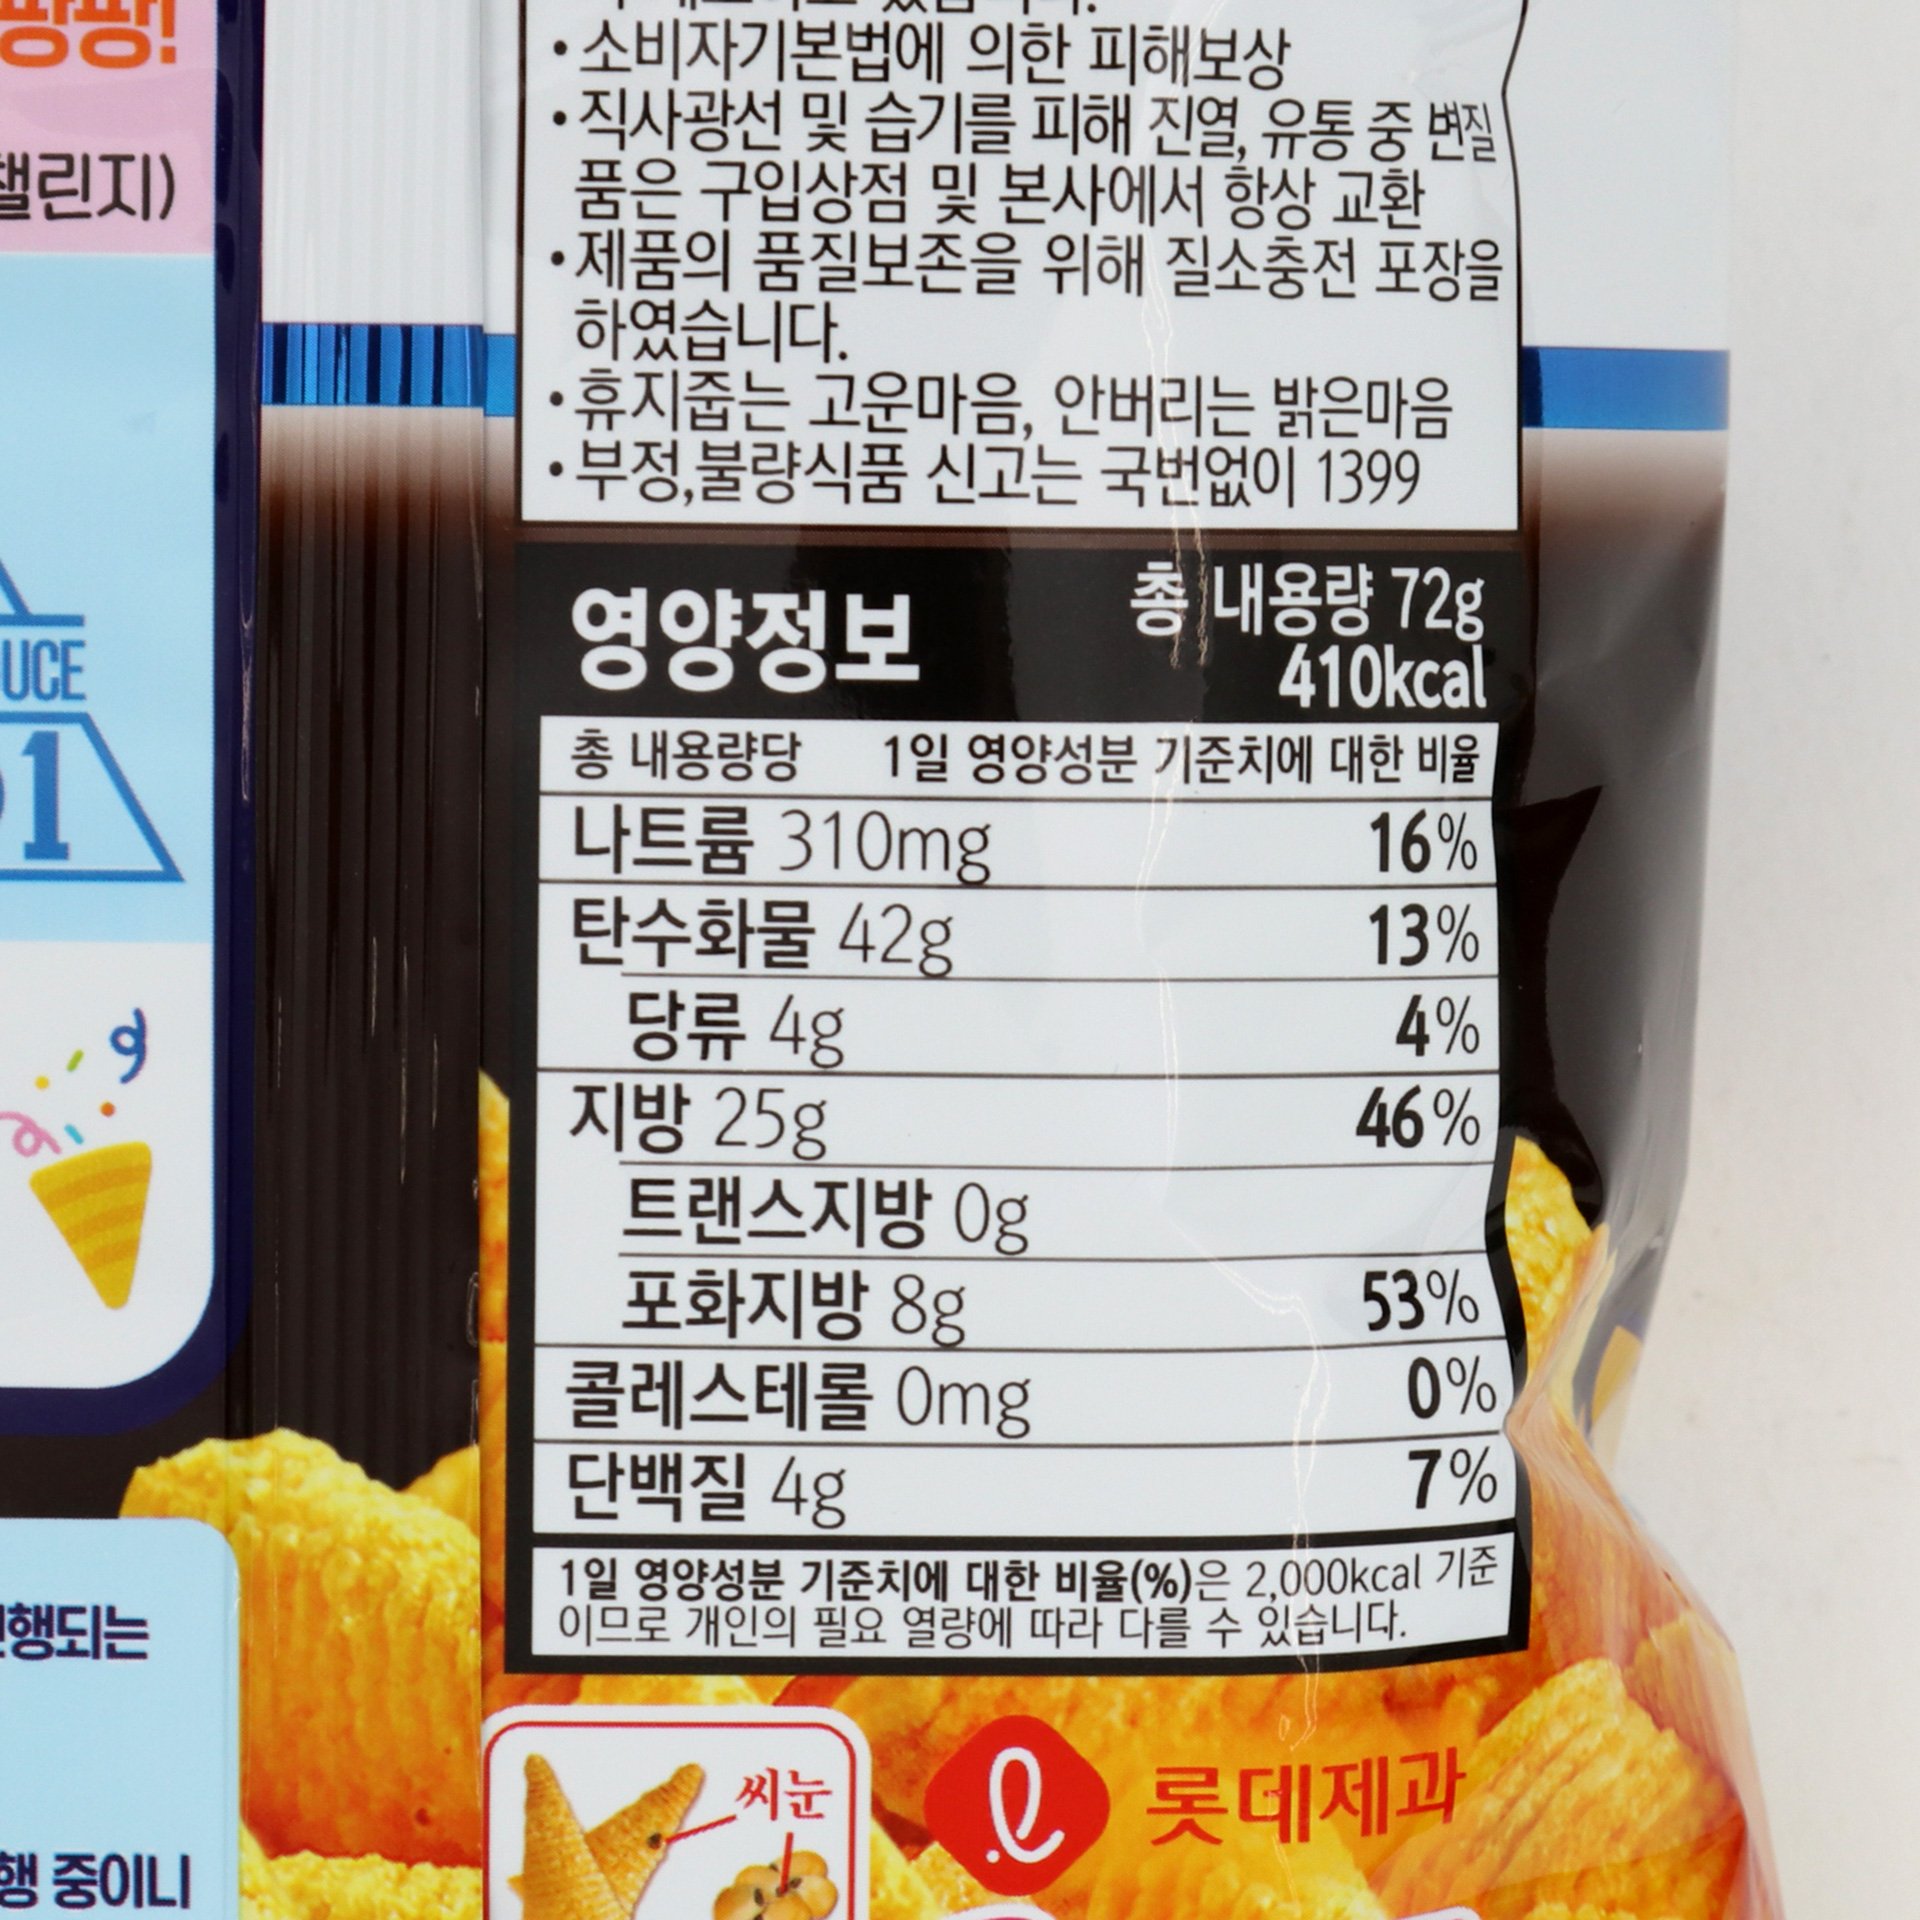 팡팡!
챌린지)
UCE
01
행되는
행 중이니
• 소비자기본법에 의한 피해보상
• 직사광선 및 습기를 피해 진열, 유통 중 변질
품은 구입상점 및 본사에서 항상 교환
• 제품의 품질보존을 위해 질소충전 포장을
하였습니다.
• 휴지줍는 고운마음, 안버리는 밝은마음
• 부정,불량식품 신고는 국번없이 1399
영양정보
총 내용량 72g
410kcal
총 내용량당 1일 영양성분 기준치에 대한 비율
나트륨 310mg 16%
탄수화물 42g 13%
당류 4g 4%
지방 25g 46%
트랜스지방 0g
포화지방 8g 53%
콜레스테롤 0mg 0%
단백질 4g 7%
1일 영양성분 기준치에 대한 비율(%)은 2,000kcal 기준
이므로 개인의 필요 열량에 따라 다를 수 있습니다.
씨눈
롯데제과